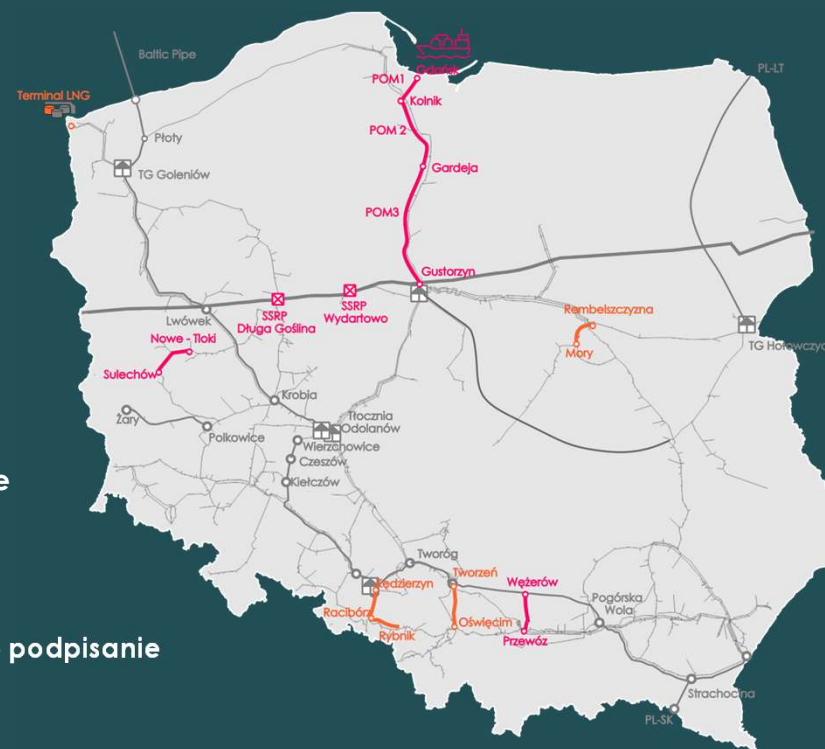 Baltic Pipe
Terminal LNG
Płoty
TG Goleniów
POM1
Gdańsk
Kolnik
POM 2
Gardeja
POM3
Gustorzyn
PL-LT
Lwówek
SSRP
Długa Goślina
SSRP
Wydartowo
Rembelszczyzna
Mory
TG Hołowczyc
Nowe - Tłoki
Sulechów
Krobia
Żary
Polkowice
Tłocznia
Odolanów
Wierzchowice
Czeszów
Kiełczów
e
Tworóg
Tworzeń
Kędzierzyn
Racibórz
Rybnik
Oświęcim
Wężerów
Przewóz
Pogórska
Wola
podpisanie
Strachocina
PL-SK